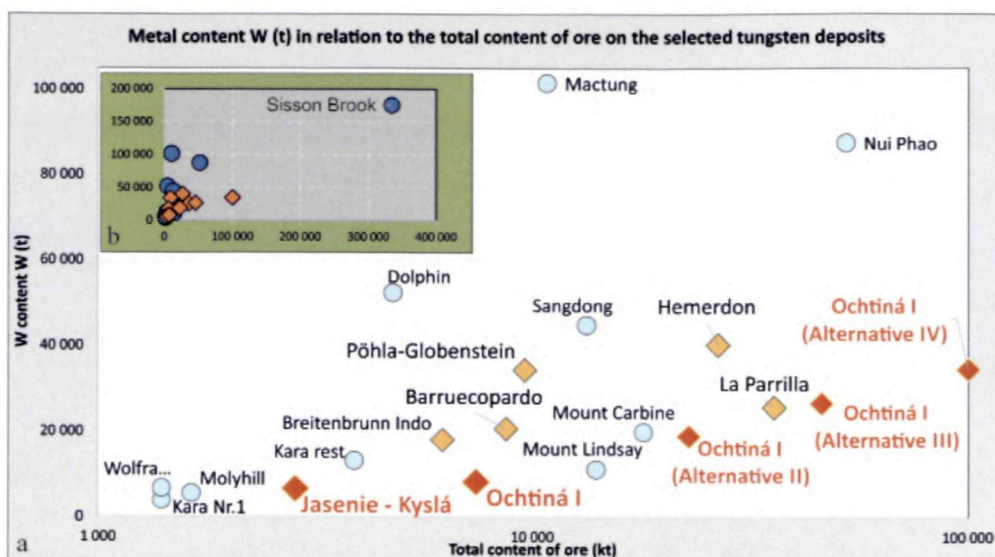 Metal content W (t) in relation to the total content of ore on the selected tungsten deposits
100 000
80 000
60 000
40 000
20 000
0
W content W (t)
200 000
150 000
100 000
50 000
0
Sisson Brook
0
100 000
200 000
300 000
400 000
b
Mactung
Nui Phao
Dolphin
Sangdong
Hemerdon
Ochtiná I
(Alternative IV)
Pöhla-Globenstein
Barruecopardo
La Parrilla
Breitenbrunn Indo
Mount Carbine
Ochtiná I
(Alternative III)
Kara rest
Mount Lindsay
Ochtiná I
(Alternative II)
Wolfra...
Molyhill
Kara Nr.1
Jasenie - Kyslá
Ochtiná I
1 000
10 000
100 000
Total content of ore (kt)
a